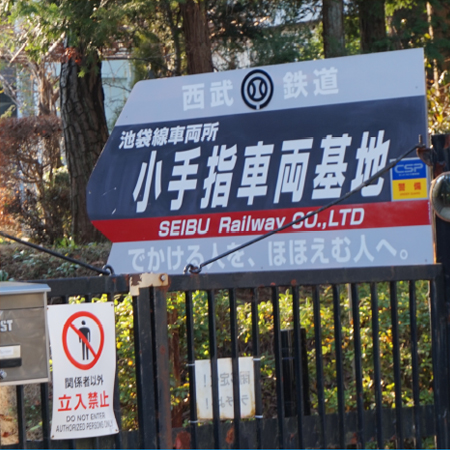 西武 鉄道
池袋線車両所
小手指車両基地
SEIBU Railway CO.,LTD
でかける人を、ほほえむ人へ。
CSP
警備
ST
関係者以外
立入禁止
DO NOT ENTER
AUTHORIZED PERSONS ONLY